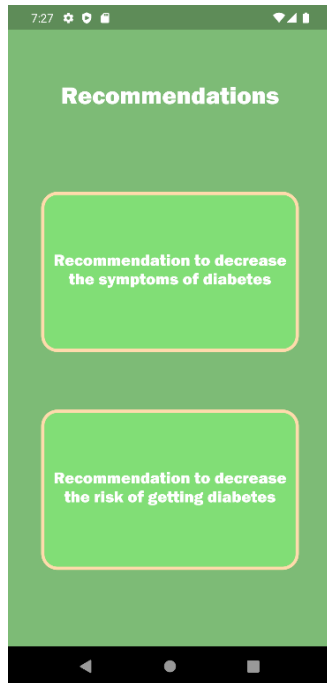 7:27
Recommendations
Recommendation to decrease
the symptoms of diabetes
Recommendation to decrease
the risk of getting diabetes